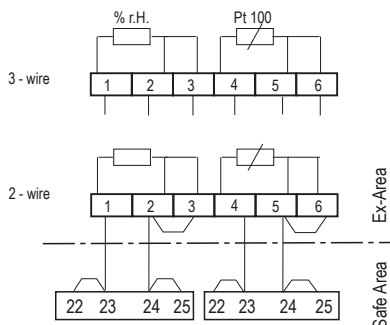 % r.H. Pt 100
3 - wire
1 2 3 4 5 6
2 - wire
1 2 3 4 5 6
Ex-Area
Safe Area
22 23 24 25 22 23 24 25